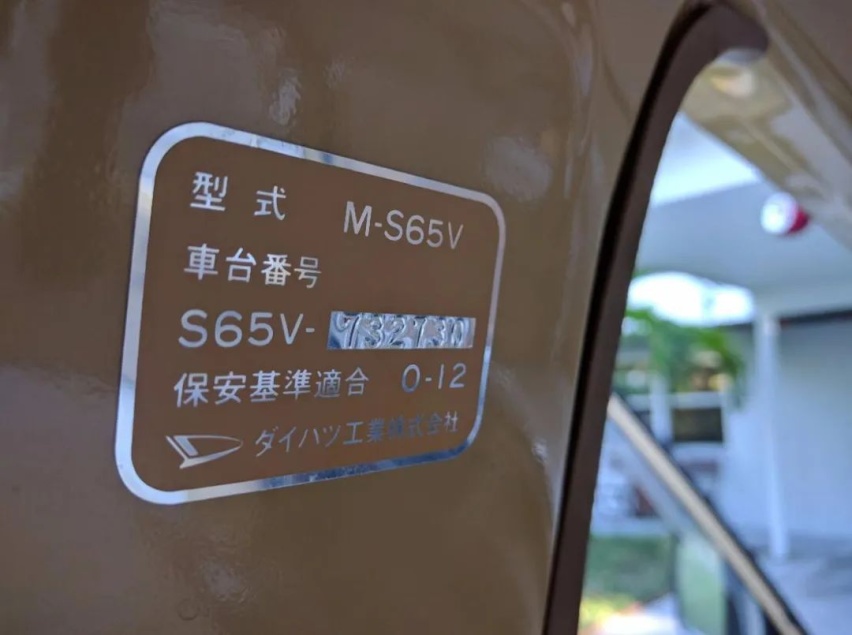 型式 M-S65V
車台番号
S65V-732730
保安基準適合 0-12
ダイハツ工業株式会社